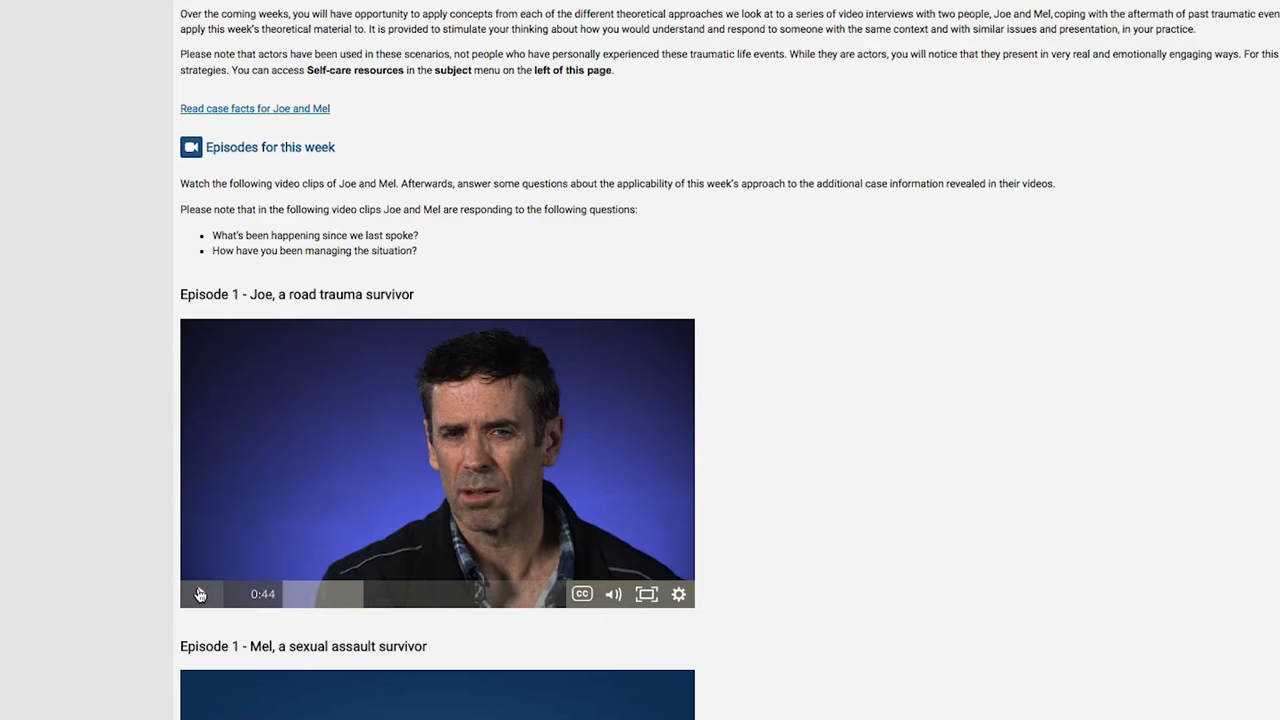 Over the coming weeks, you will have opportunity to apply concepts from each of the different theoretical approaches we look at to a series of video interviews with two people, Joe and Mel, coping with the aftermath of past traumatic even
apply this week's theoretical material to. It is provided to stimulate your thinking about how you would understand and respond to someone with the same context and with similar issues and presentation, in your practice.
Please note that actors have been used in these scenarios, not people who have personally experienced these traumatic life events. While they are actors, you will notice that they present in very real and emotionally engaging ways. For this
strategies. You can access Self-care resources in the subject menu on the left of this page.
Read case facts for Joe and Mel
Episodes for this week
Watch the following video clips of Joe and Mel. Afterwards, answer some questions about the applicability of this week's approach to the additional case information revealed in their videos.
Please note that in the following video clips Joe and Mel are responding to the following questions:
• What's been happening since we last spoke?
• How have you been managing the situation?
Episode 1 - Joe, a road trauma survivor
0:44 CC
Episode 1 - Mel, a sexual assault survivor